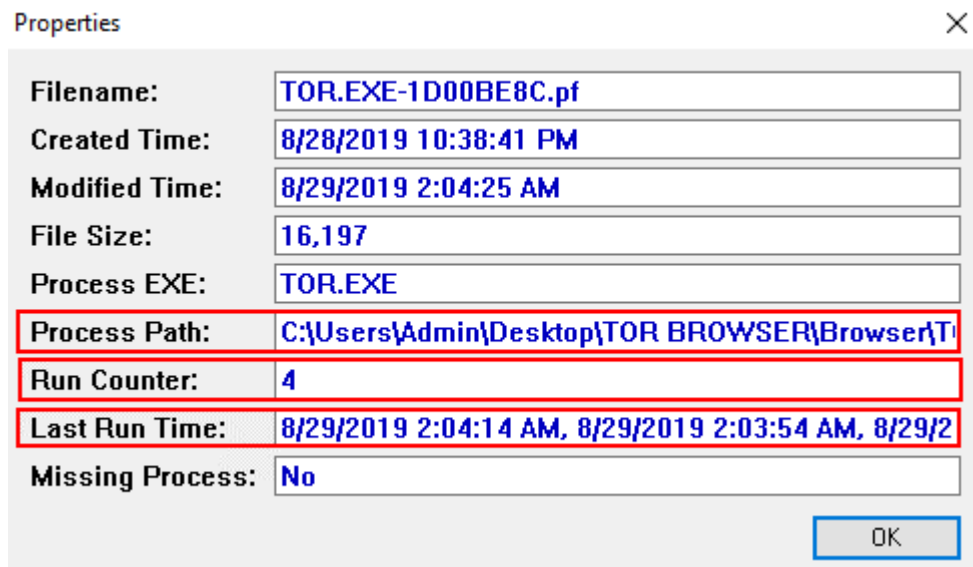 Properties
Filename: TOR.EXE-1D00BE8C.pf
Created Time: 8/28/2019 10:38:41 PM
Modified Time: 8/29/2019 2:04:25 AM
File Size: 16,197
Process EXE: TOR.EXE
Process Path: C:\Users\Admin\Desktop\TOR BROWSER\Browser\T
Run Counter: 4
Last Run Time: 8/29/2019 2:04:14 AM, 8/29/2019 2:03:54 AM, 8/29/2
Missing Process: No
OK